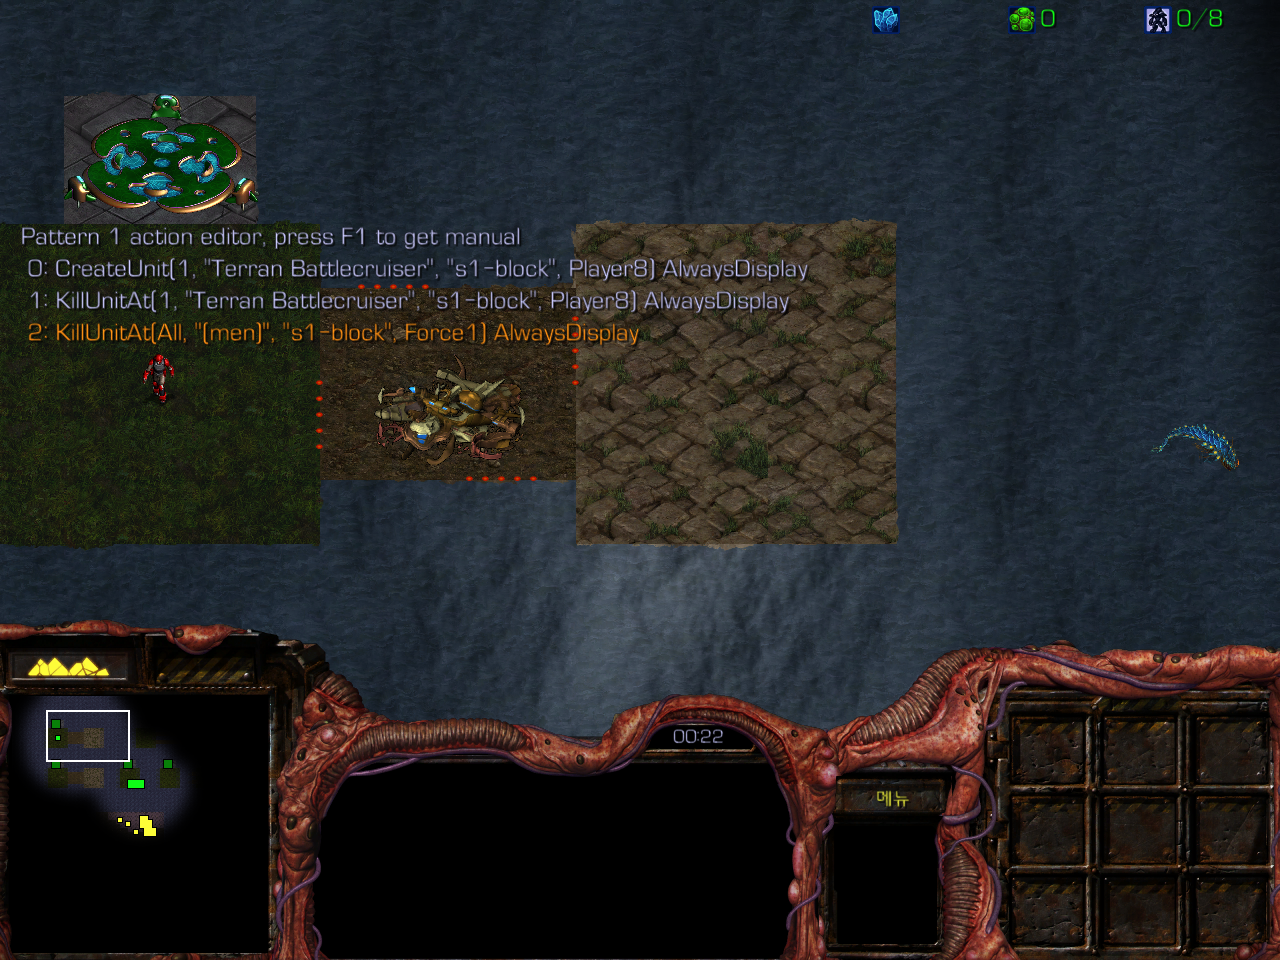 0
0/8
Pattern 1 action editor, press F1 to get manual
0: CreateUnit(1, "Terran Battlecruiser", "s1-block", Player8) AlwaysDisplay
1: KillUnitAt(1, "Terran Battlecruiser", "s1-block", Player8) AlwaysDisplay
2: KillUnitAt(All, "(men)", "s1-block", Force1) AlwaysDisplay
00:22
메뉴